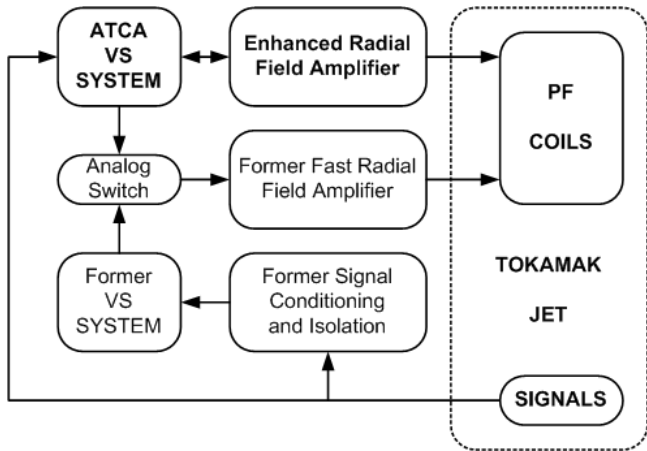 ATCA
VS
SYSTEM
Enhanced Radial
Field Amplifier
PF
COILS
Analog
Switch
Former Fast Radial
Field Amplifier
Former
VS
SYSTEM
Former Signal
Conditioning
and Isolation
TOKAMAK
JET
SIGNALS